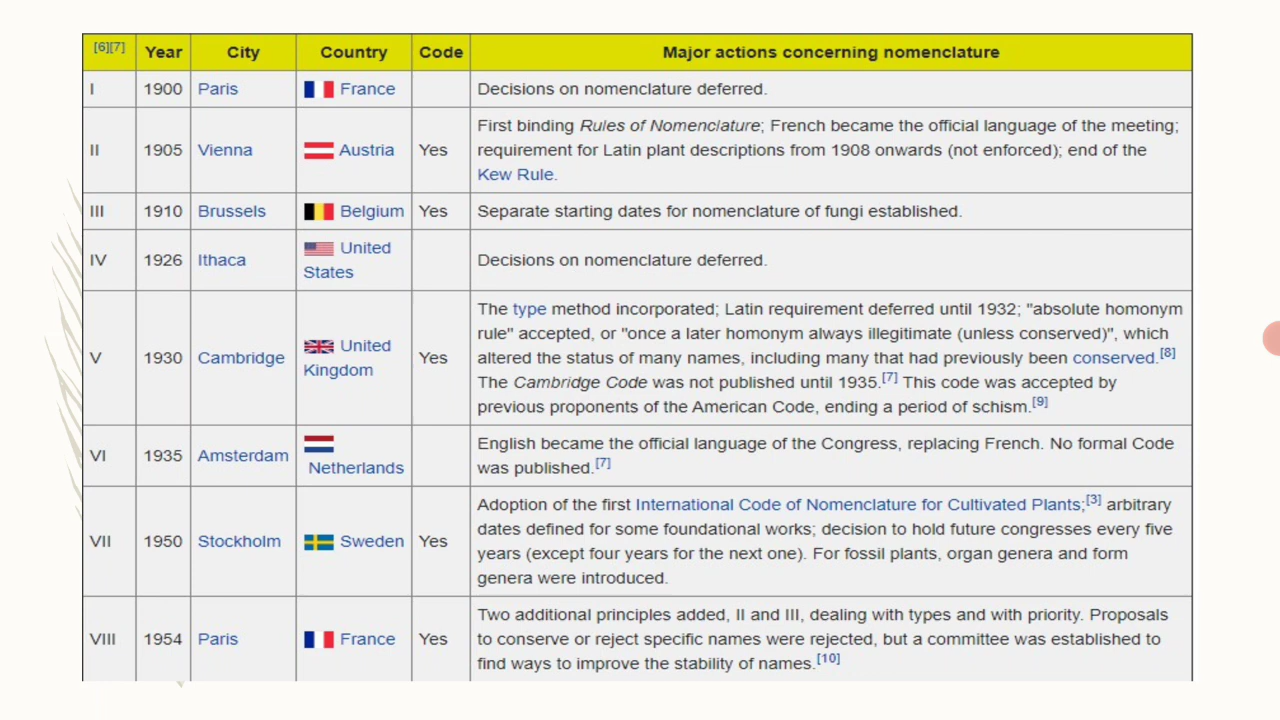 [6][7] Year City Country Code Major actions concerning nomenclature
I 1900 Paris France Decisions on nomenclature deferred.
II 1905 Vienna Austria Yes First binding Rules of Nomenclature; French became the official language of the meeting;
requirement for Latin plant descriptions from 1908 onwards (not enforced); end of the
Kew Rule.
III 1910 Brussels Belgium Yes Separate starting dates for nomenclature of fungi established.
IV 1926 Ithaca United
States Decisions on nomenclature deferred.
V 1930 Cambridge United
Kingdom Yes The type method incorporated; Latin requirement deferred until 1932; "absolute homonym
rule" accepted, or "once a later homonym always illegitimate (unless conserved)", which
altered the status of many names, including many that had previously been conserved.[8]
The Cambridge Code was not published until 1935.[7] This code was accepted by
previous proponents of the American Code, ending a period of schism.[9]
VI 1935 Amsterdam Netherlands English became the official language of the Congress, replacing French. No formal Code
was published.[7]
VII 1950 Stockholm Sweden Yes Adoption of the first International Code of Nomenclature for Cultivated Plants;[3] arbitrary
dates defined for some foundational works; decision to hold future congresses every five
years (except four years for the next one). For fossil plants, organ genera and form
genera were introduced.
VIII 1954 Paris France Yes Two additional principles added, II and III, dealing with types and with priority. Proposals
to conserve or reject specific names were rejected, but a committee was established to
find ways to improve the stability of names.[10]